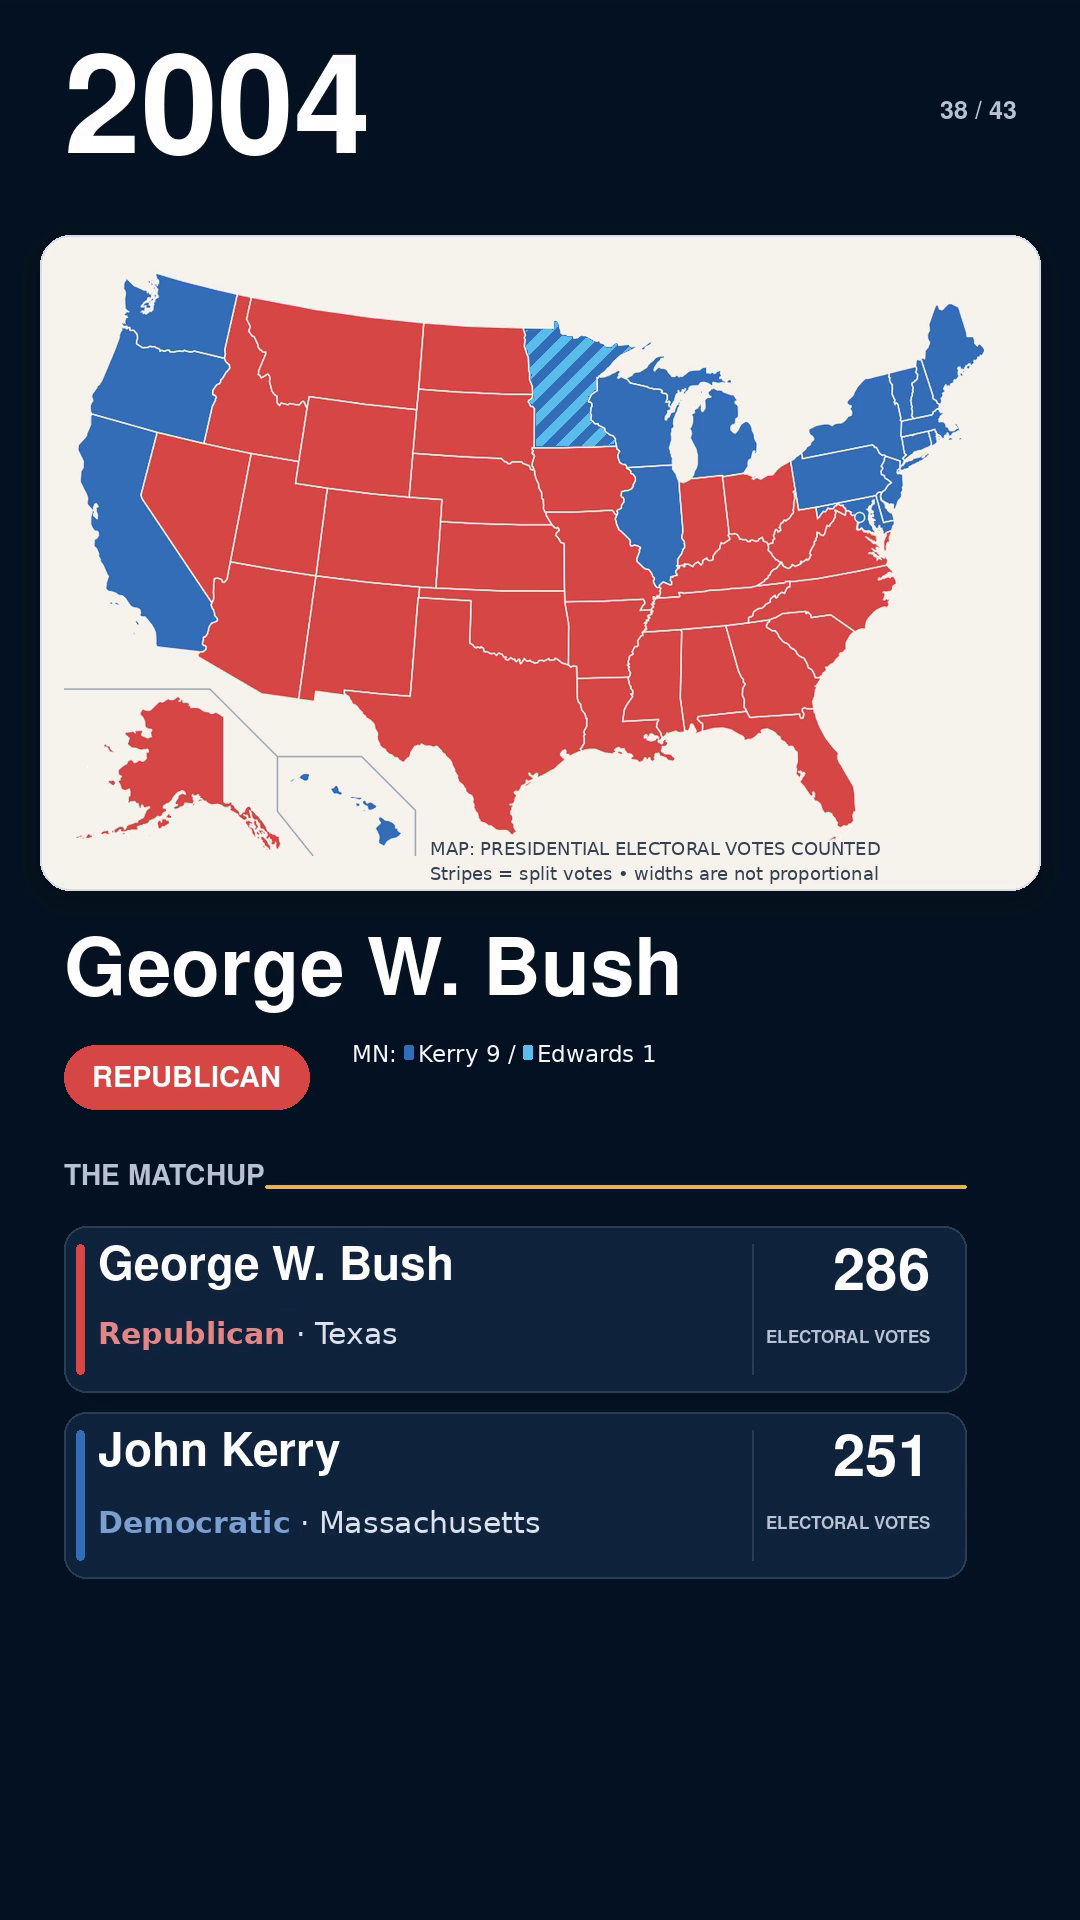 2004
38 / 43
MAP: PRESIDENTIAL ELECTORAL VOTES COUNTED
Stripes = split votes • widths are not proportional
George W. Bush
REPUBLICAN
MN: Kerry 9 / Edwards 1
THE MATCHUP
George W. Bush
286
Republican · Texas
ELECTORAL VOTES
John Kerry
251
Democratic · Massachusetts
ELECTORAL VOTES